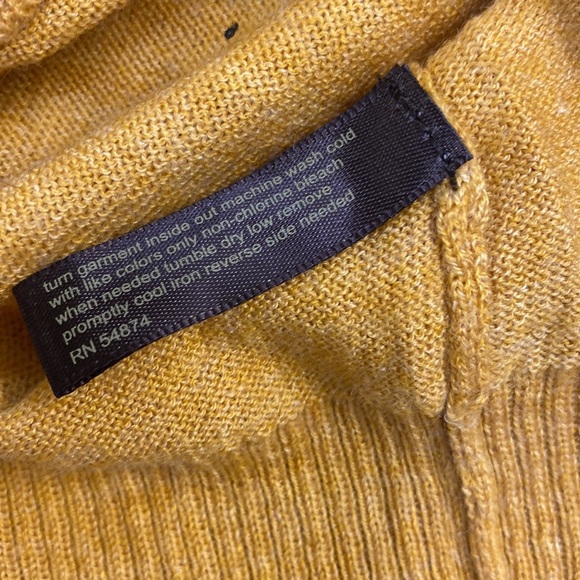 turn garment inside out machine wash cold
with like colors only non-chlorine bleach
when needed tumble dry low remove
promptly cool iron reverse side needed
RN 54874